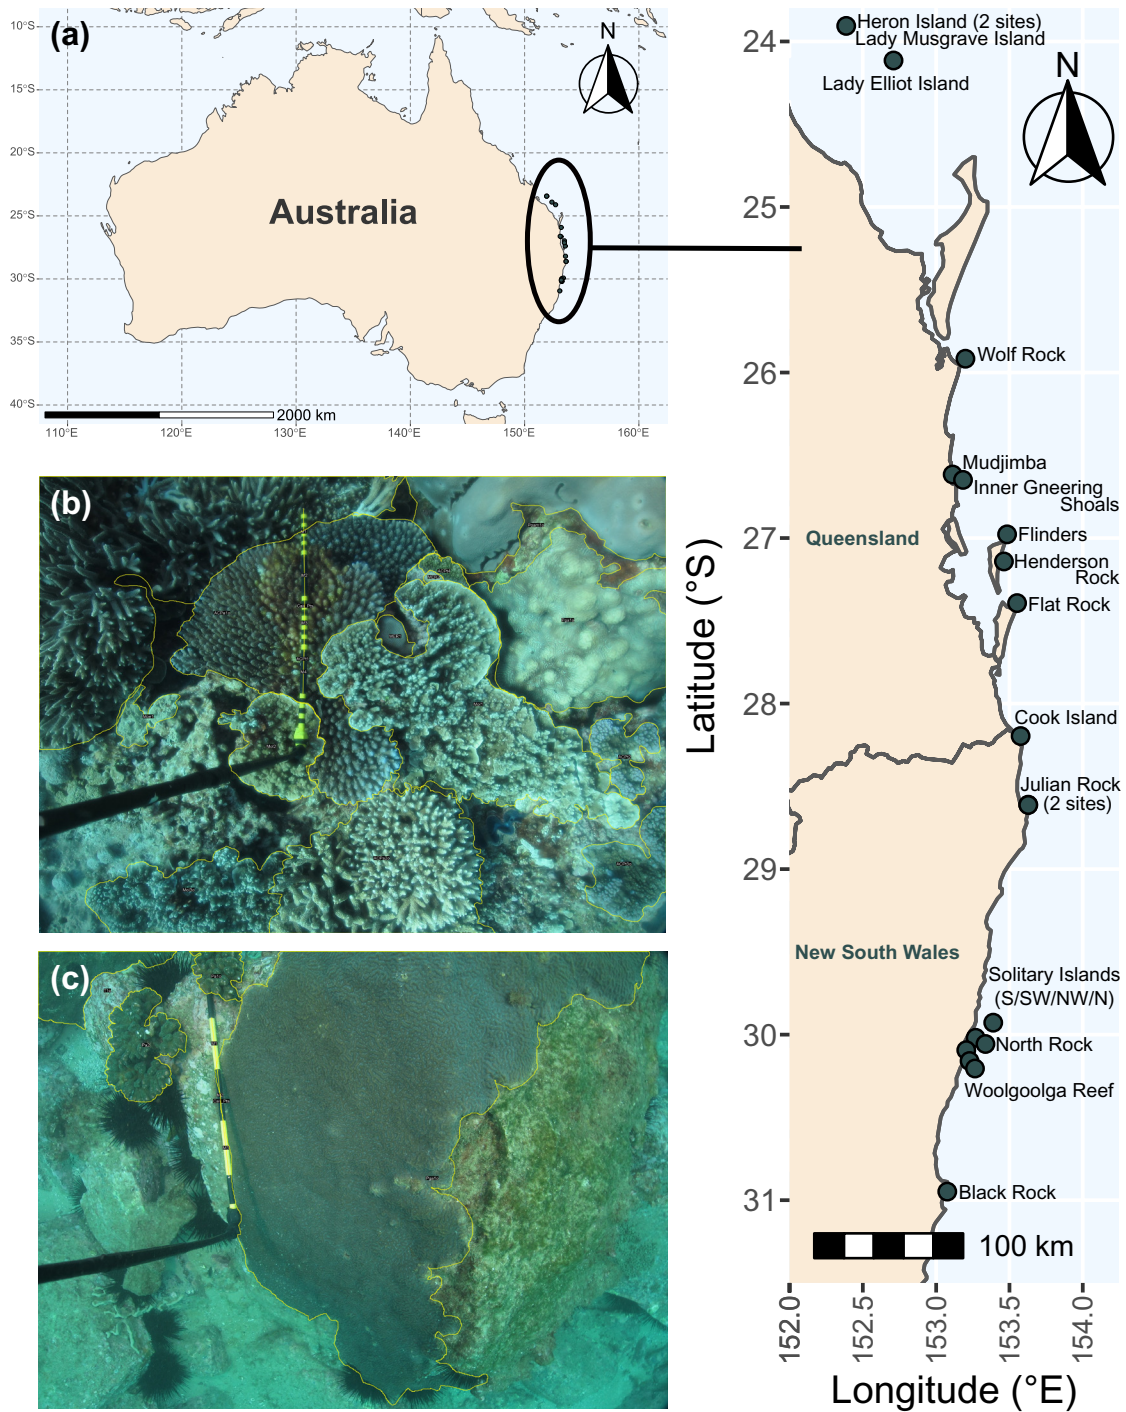 (a)
N
Australia
10°S
15°S
20°S
25°S
30°S
35°S
40°S
2000 km
110°E
120°E
130°E
140°E
150°E
160°E
(b)
(c)
Heron Island (2 sites)
Lady Musgrave Island
Lady Elliot Island
N
Wolf Rock
Mudjimba
Inner Gneering
Shoals
Flinders
Henderson
Rock
Flat Rock
Queensland
Cook Island
Julian Rock
(2 sites)
New South Wales
Solitary Islands
(S/SW/NW/N)
North Rock
Woolgoolga Reef
Black Rock
100 km
24
25
26
27
28
29
30
31
Latitude (°S)
152.0
152.5
153.0
153.5
154.0
Longitude (°E)